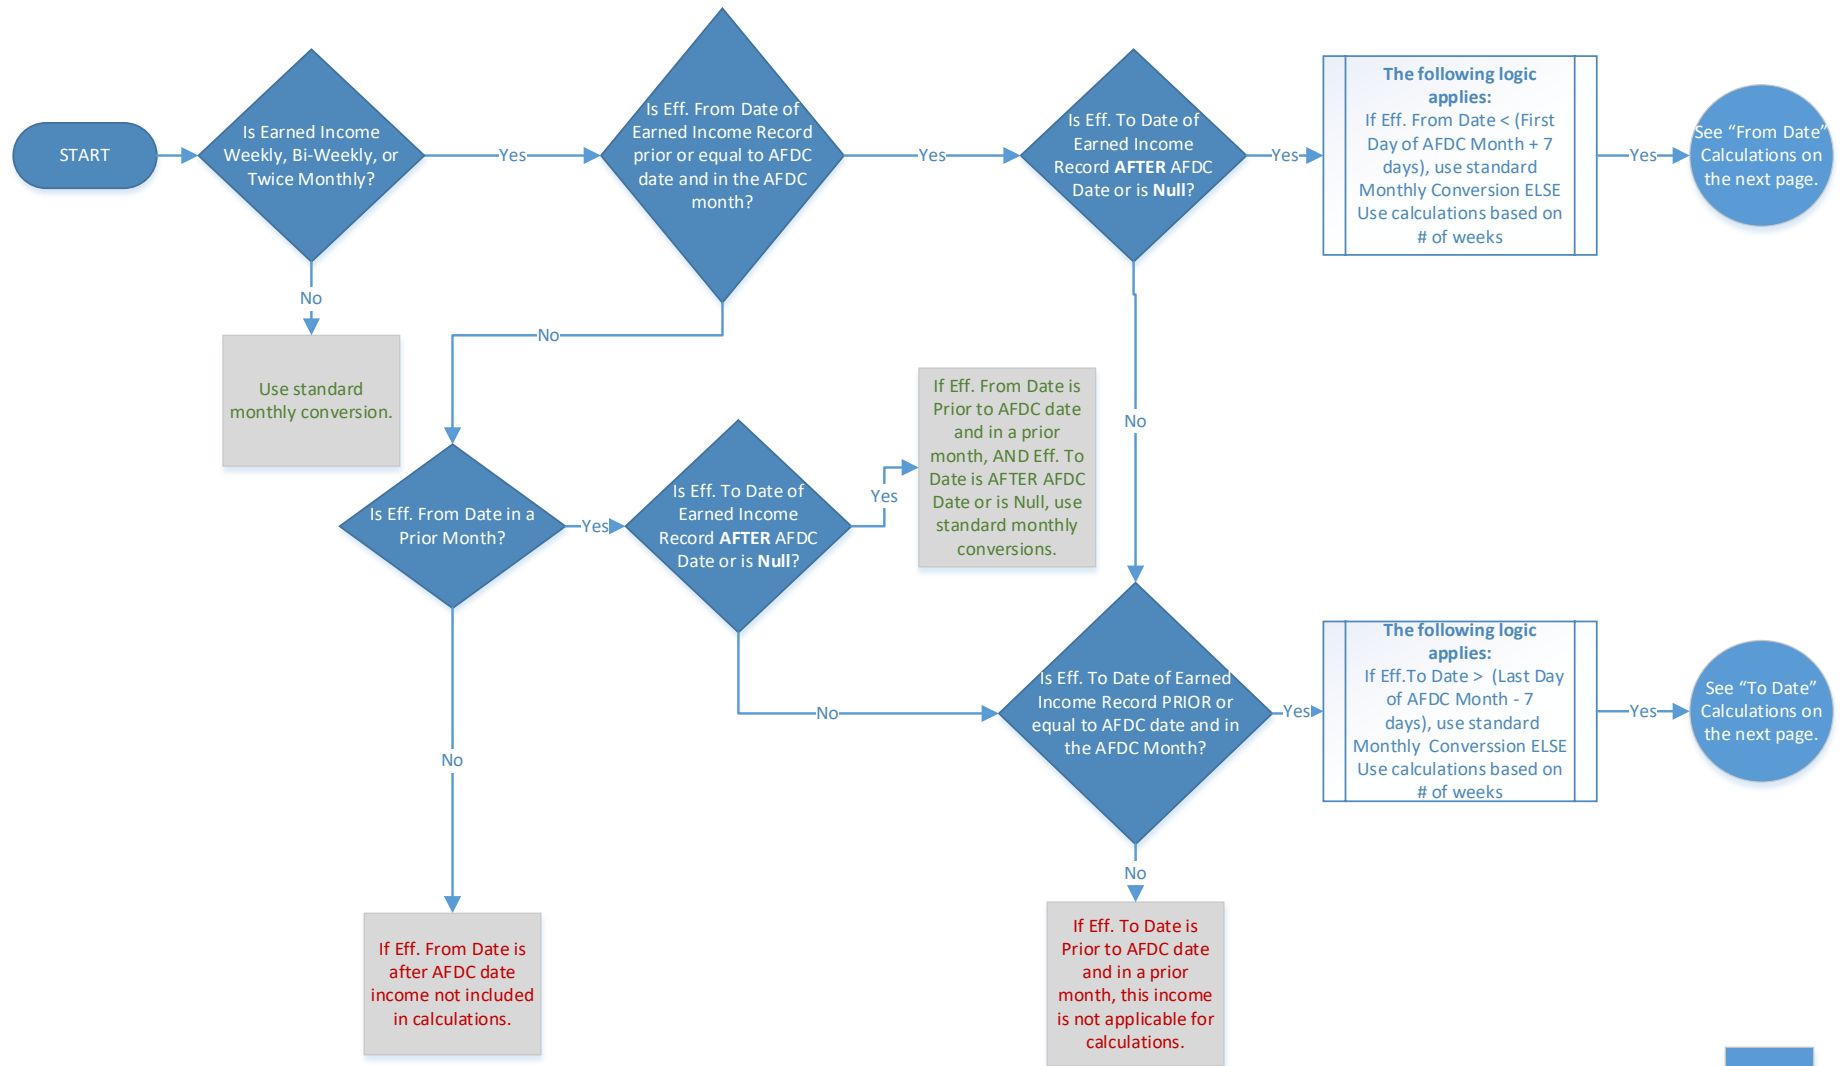 START
Is Earned Income
Weekly, Bi-Weekly, or
Twice Monthly?
Yes
Is Eff. From Date of
Earned Income Record
prior or equal to AFDC
date and in the AFDC
month?
Yes
Is Eff. To Date of
Earned Income
Record AFTER AFDC
Date or is Null?
Yes
The following logic
applies:
If Eff. From Date < (First
Day of AFDC Month + 7
days), use standard
Monthly Conversion ELSE
Use calculations based on
# of weeks
Yes
See “From Date”
Calculations on
the next page.
No
Use standard
monthly conversion.
No
Is Eff. From Date in a
Prior Month?
Yes
Is Eff. To Date of
Earned Income
Record AFTER AFDC
Date or is Null?
Yes
If Eff. From Date is
Prior to AFDC date
and in a prior
month, AND Eff. To
Date is AFTER AFDC
Date or is Null, use
standard monthly
conversions.
No
No
Is Eff. To Date of Earned
Income Record PRIOR or
equal to AFDC date and in
the AFDC Month?
Yes
The following logic
applies:
If Eff.To Date > (Last Day
of AFDC Month - 7
days), use standard
Monthly Converssion ELSE
Use calculations based on
# of weeks
Yes
See “To Date”
Calculations on
the next page.
No
If Eff. From Date is
after AFDC date
income not included
in calculations.
No
If Eff. To Date is
Prior to AFDC date
and in a prior
month, this income
is not applicable for
calculations.